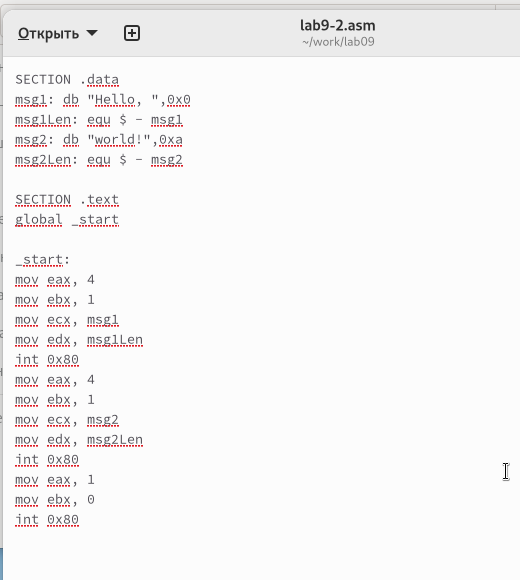 Открыть
lab9-2.asm
~/work/lab09
SECTION .data
msg1: db "Hello, ",0x0
msg1Len: equ $ - msg1
msg2: db "world!",0xa
msg2Len: equ $ - msg2
SECTION .text
global _start
_start:
mov eax, 4
mov ebx, 1
mov ecx, msg1
mov edx, msg1Len
int 0x80
mov eax, 4
mov ebx, 1
mov ecx, msg2
mov edx, msg2Len
int 0x80
mov eax, 1
mov ebx, 0
int 0x80